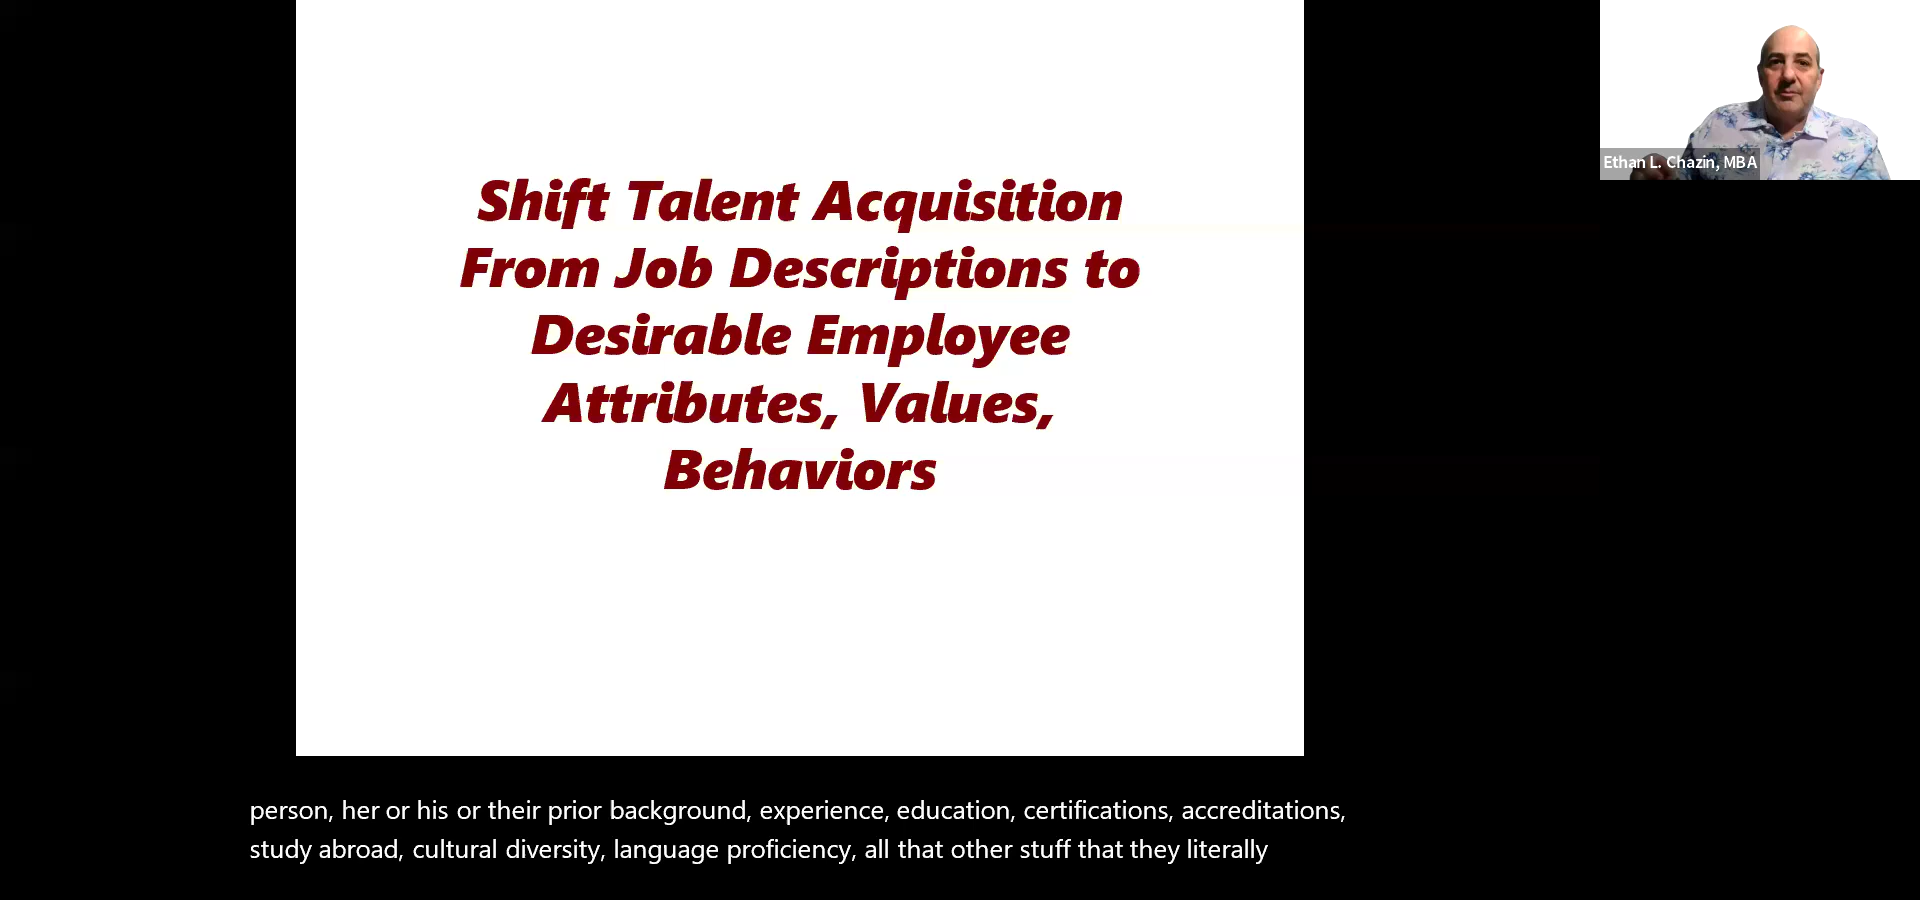 Shift Talent Acquisition
From Job Descriptions to
Desirable Employee
Attributes, Values,
Behaviors
Ethan L. Chazin, MBA
person, her or his or their prior background, experience, education, certifications, accreditations,
study abroad, cultural diversity, language proficiency, all that other stuff that they literally